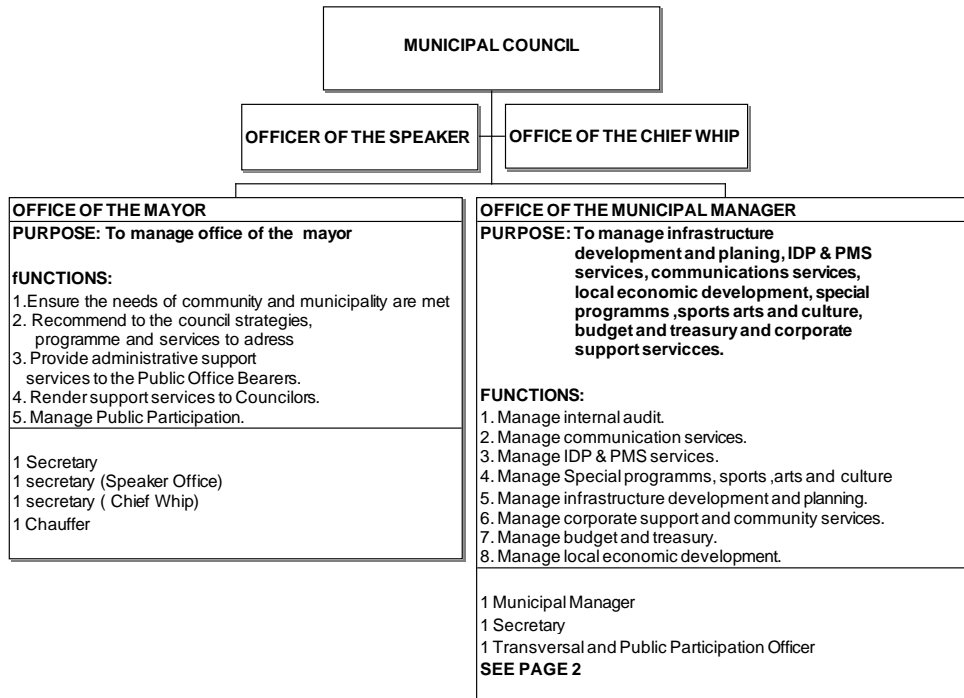 MUNICIPAL COUNCIL
OFFICER OF THE SPEAKER
OFFICE OF THE CHIEF WHIP
OFFICE OF THE MAYOR
PURPOSE: To manage office of the mayor
fUNCTIONS:
1.Ensure the needs of community and municipality are met
2. Recommend to the council strategies,
programme and services to adress
3. Provide administrative support
services to the Public Office Bearers.
4. Render support services to Councilors.
5. Manage Public Participation.
1 Secretary
1 secretary (Speaker Office)
1 secretary ( Chief Whip)
1 Chauffer
OFFICE OF THE MUNICIPAL MANAGER
PURPOSE: To manage infrastructure
development and planing, IDP & PMS
services, communications services,
local economic development, special
programms ,sports arts and culture,
budget and treasury and corporate
support servicces.
FUNCTIONS:
1. Manage internal audit.
2. Manage communication services.
3. Manage IDP & PMS services.
4. Manage Special programms, sports ,arts and culture
5. Manage infrastructure development and planning.
6. Manage corporate support and community services.
7. Manage budget and treasury.
8. Manage local economic development.
1 Municipal Manager
1 Secretary
1 Transversal and Public Participation Officer
SEE PAGE 2